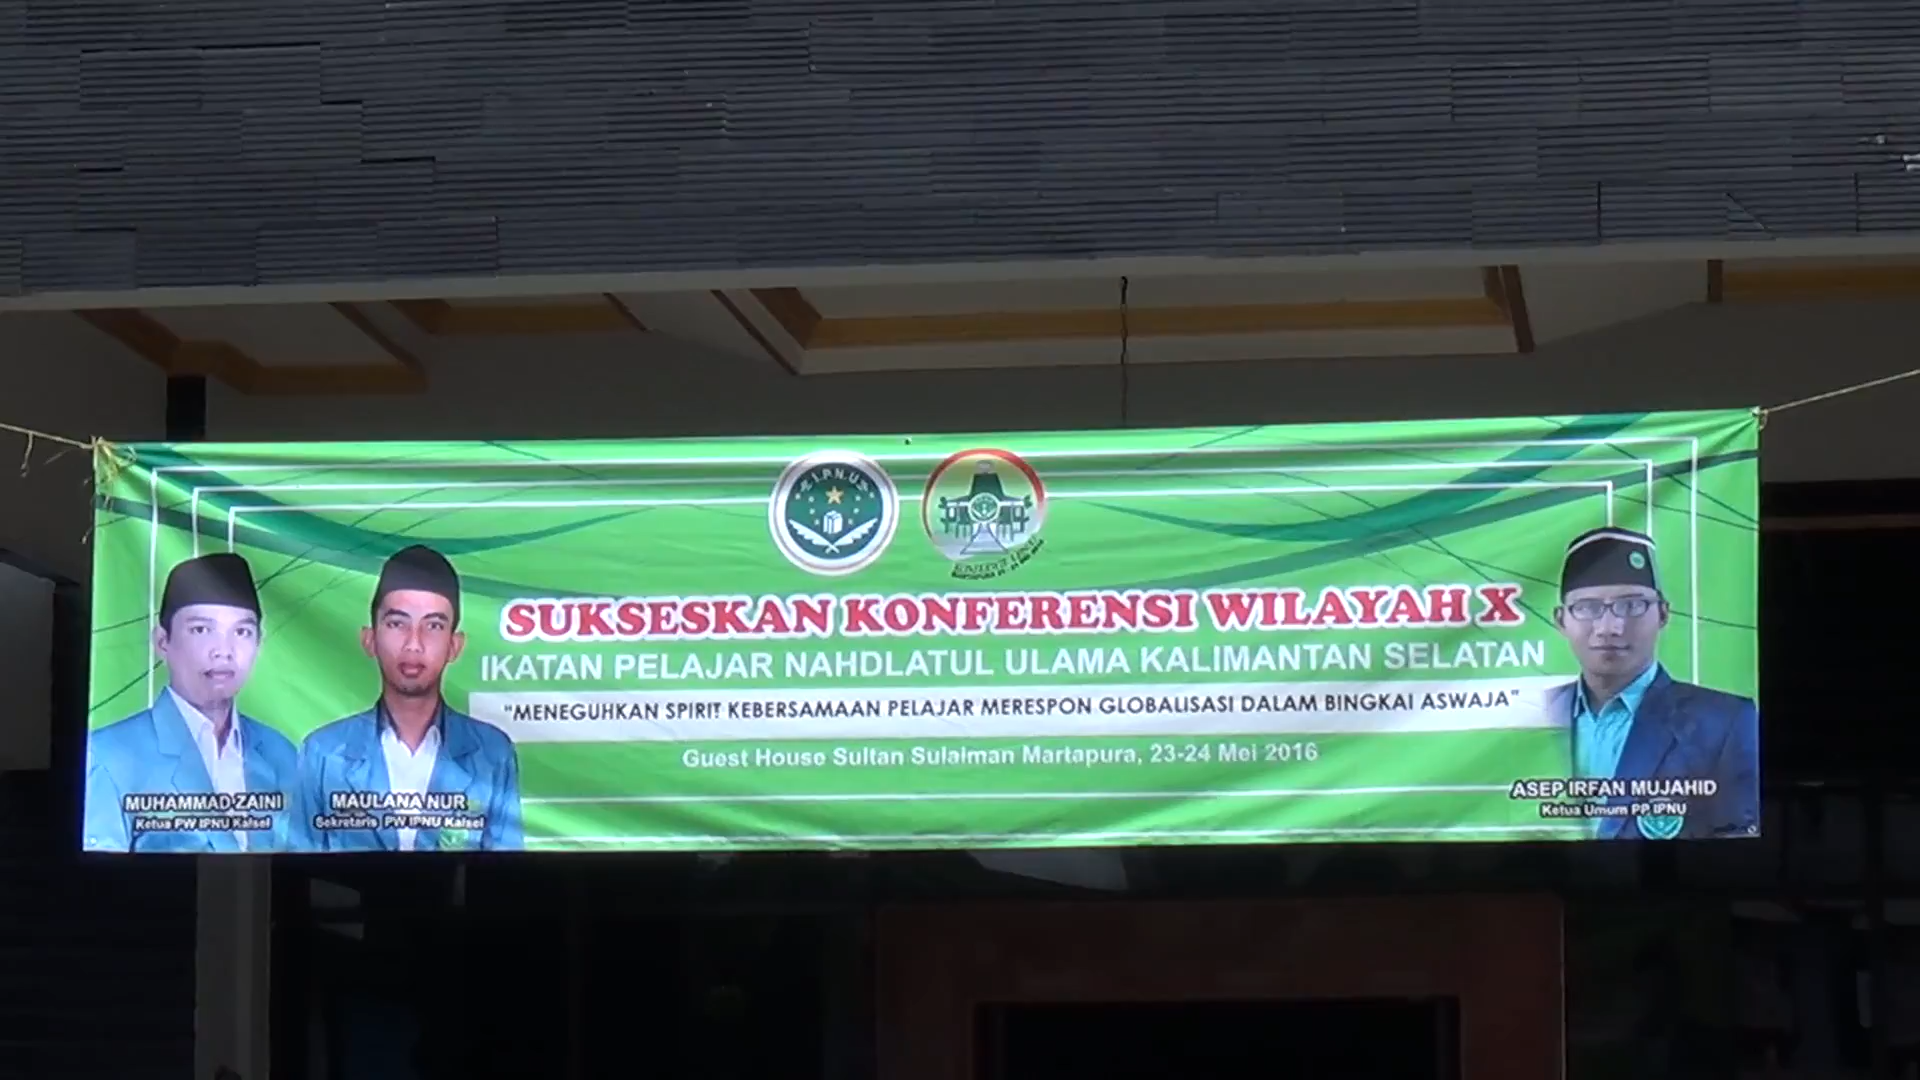 I.P.N.U
SUKSESKAN KONFERENSI WILAYAH X
IKATAN PELAJAR NAHDLATUL ULAMA KALIMANTAN SELATAN
"MENEGUHKAN SPIRIT KEBERSAMAAN PELAJAR MERESPON GLOBALISASI DALAM BINGKAI ASWAJA"
Guest House Sultan Sulaiman Martapura, 23-24 Mei 2016
MUHAMMAD ZAINI
Ketua PW IPNU Kalsel
MAULANA NUR
Sekretaris PW IPNU Kalsel
ASEP IRFAN MUJAHID
Ketua Umum PP IPNU